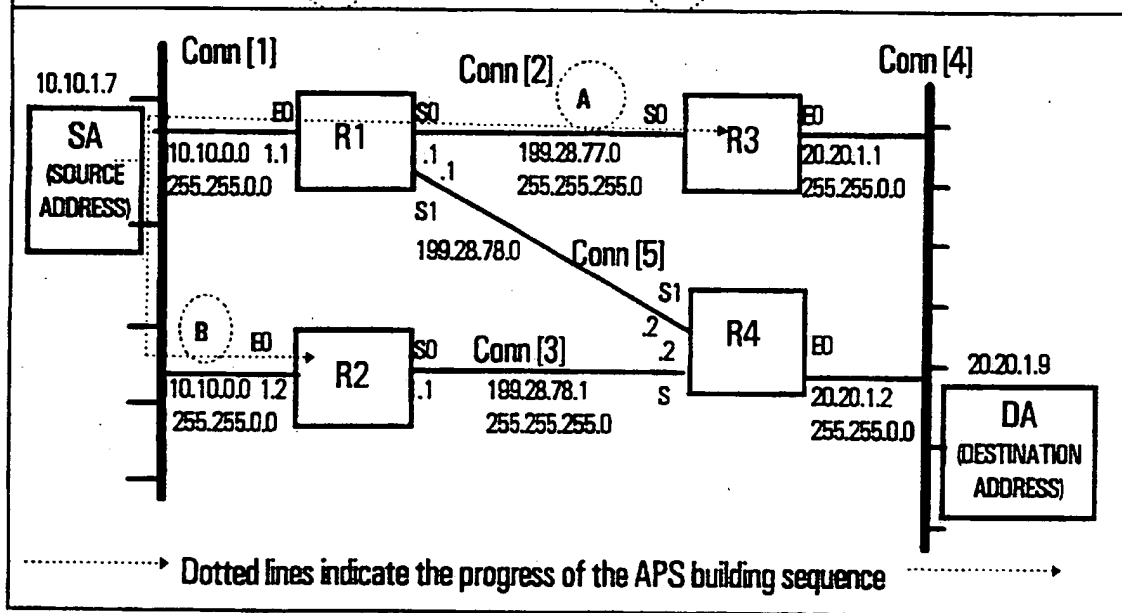 Conn [1]
Conn [2]
Conn [4]
10.10.1.7
A
SA
(SOURCE
ADDRESS)
E0
R1
S0
S0
R3
E0
10.10.0.0 1.1
255.255.0.0
.1
.1
199.28.77.0
255.255.255.0
20.20.1.1
255.255.0.0
S1
199.28.78.0
Conn [5]
S1
.2
.2
R4
E0
B
E0
R2
S0
Conn [3]
10.10.0.0 1.2
255.255.0.0
.1
199.28.78.1
255.255.255.0
S
20.20.1.2
255.255.0.0
20.20.1.9
DA
(DESTINATION
ADDRESS)
Dotted lines indicate the progress of the APS building sequence